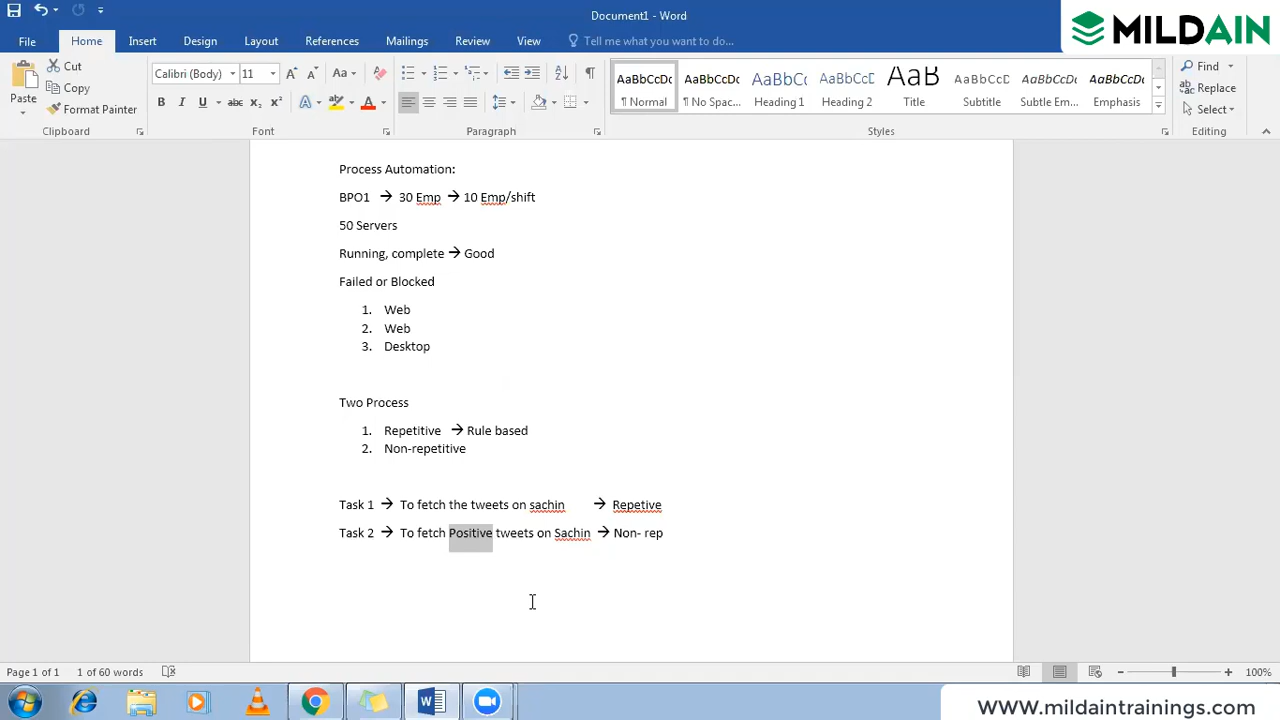 Document1 - Word
MILDAIN
File Home Insert Design Layout References Mailings Review View Tell me what you want to do...
Cut
Copy
Format Painter
Paste
Clipboard
Calibri (Body) 11
Font
Paragraph
AaBbCcDc AaBbCcDc AaBbCc AaBbCcD AaB AaBbCcD AaBbCcDc AaBbCcDc
¶ Normal ¶ No Spac... Heading 1 Heading 2 Title Subtitle Subtle Em... Emphasis
Styles
Find
Replace
Select
Editing
Process Automation:
BPO1 → 30 Emp → 10 Emp/shift
50 Servers
Running, complete → Good
Failed or Blocked
1. Web
2. Web
3. Desktop
Two Process
1. Repetitive → Rule based
2. Non-repetitive
Task 1 → To fetch the tweets on sachin → Repetive
Task 2 → To fetch Positive tweets on Sachin → Non- rep
Page 1 of 1 1 of 60 words 100%
www.mildaintrainings.com